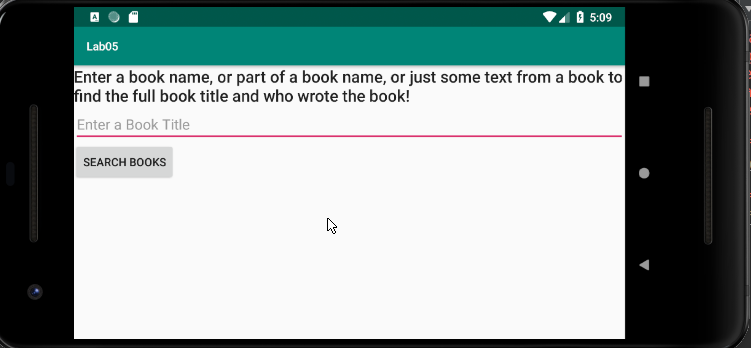 5:09
Lab05
Enter a book name, or part of a book name, or just some text from a book to
find the full book title and who wrote the book!
Enter a Book Title
SEARCH BOOKS